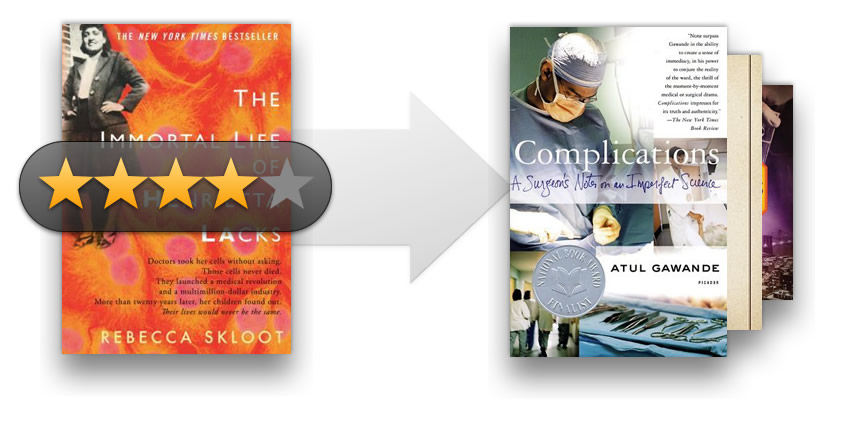 THE NEW YORK TIMES BESTSELLER
THE
IMMORTAL LIFE
OF
HENRIETTA
LACKS
Doctors took her cells without asking.
Those cells never died.
They launched a medical revolution
and a multimillion-dollar industry.
More than twenty years later, her children found out.
Their lives would never be the same.
REBECCA SKLOOT
"None surpass
Gawande in the ability
to create a sense of
immediacy, in his power
to conjure the reality
of the ward, the thrill of
the moment-by-moment
medical or surgical drama.
Complications impresses for
its truth and authenticity."
—The New York Times
Book Review
Complications
A Surgeon's Notes on an Imperfect Science
NATIONAL BOOK AWARD
FINALIST
ATUL GAWANDE
PICADOR